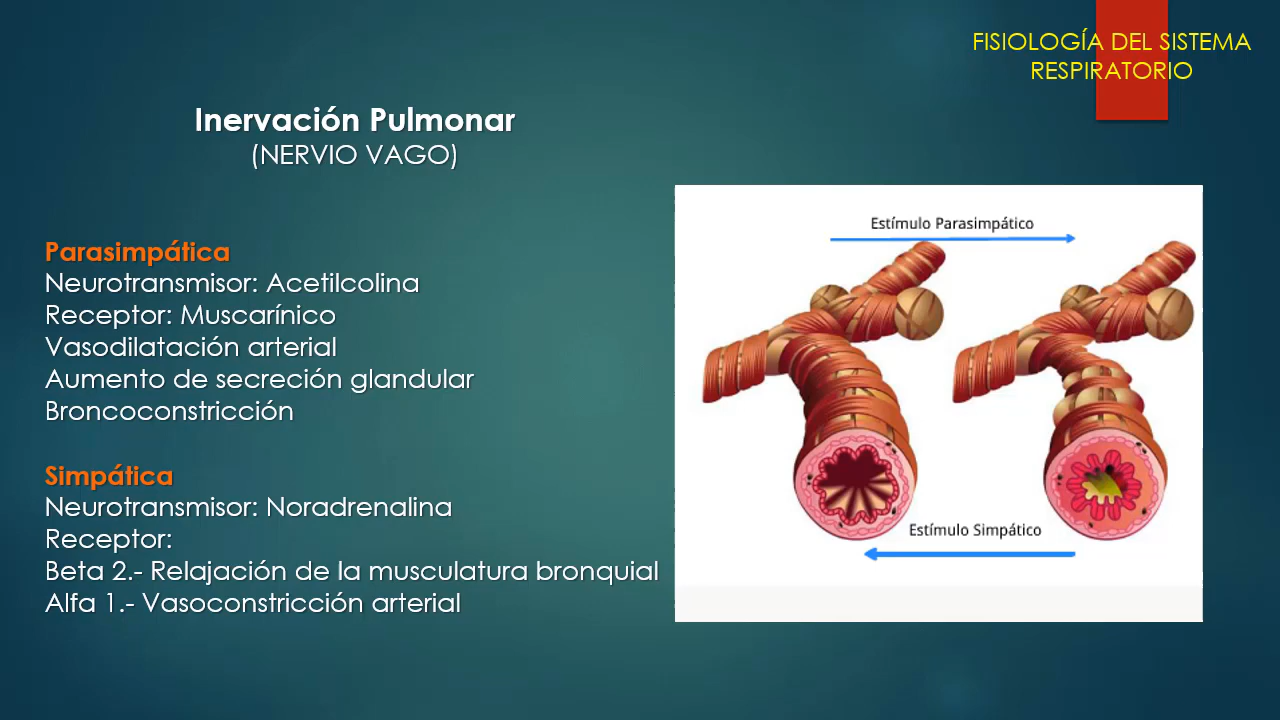 FISIOLOGÍA DEL SISTEMA
RESPIRATORIO
Inervación Pulmonar
(NERVIO VAGO)
Parasimpática
Neurotransmisor: Acetilcolina
Receptor: Muscarínico
Vasodilatación arterial
Aumento de secreción glandular
Broncoconstricción
Simpática
Neurotransmisor: Noradrenalina
Receptor:
Beta 2.- Relajación de la musculatura bronquial
Alfa 1.- Vasoconstricción arterial
Estímulo Parasimpático
Estímulo Simpático